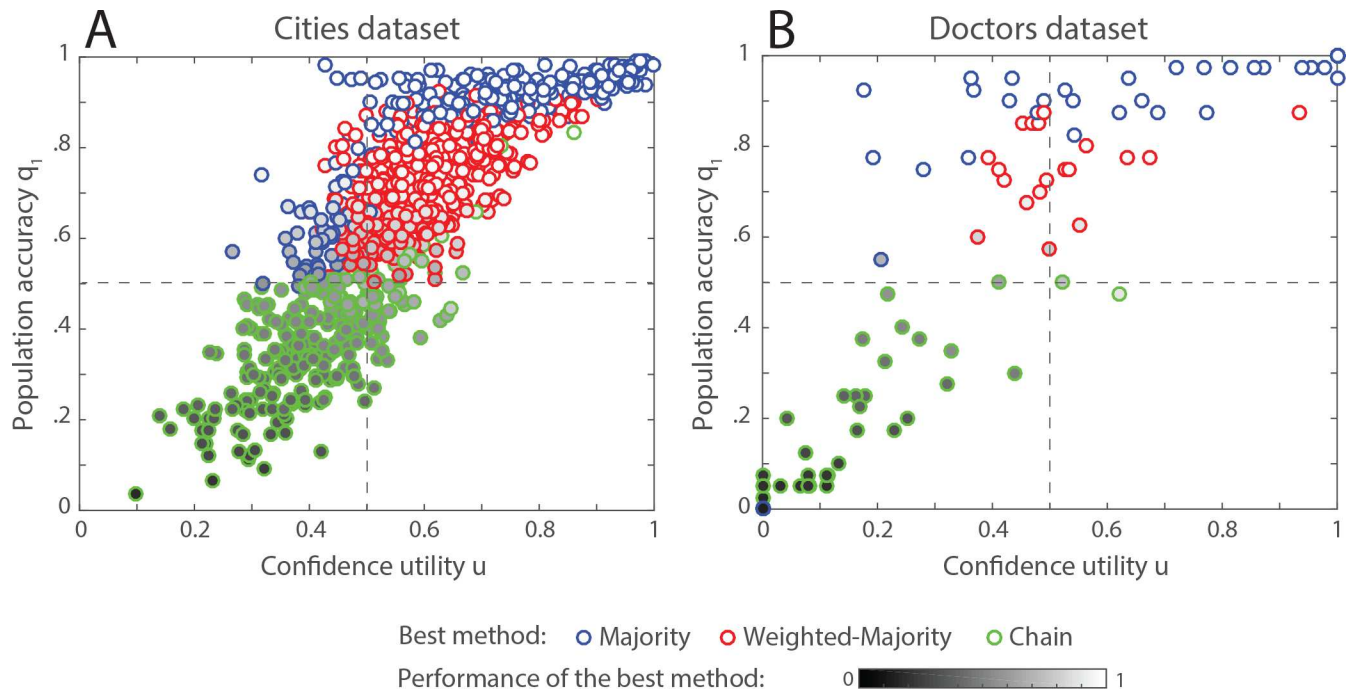 A
Cities dataset
1
.8
.6
.4
.2
0
Population accuracy q₁
0
0.2
0.4
0.6
0.8
1
Confidence utility u
B
Doctors dataset
1
.8
.6
.4
.2
0
Population accuracy q₁
0
0.2
0.4
0.6
0.8
1
Confidence utility u
Best method: Majority Weighted-Majority Chain
Performance of the best method: 0 1